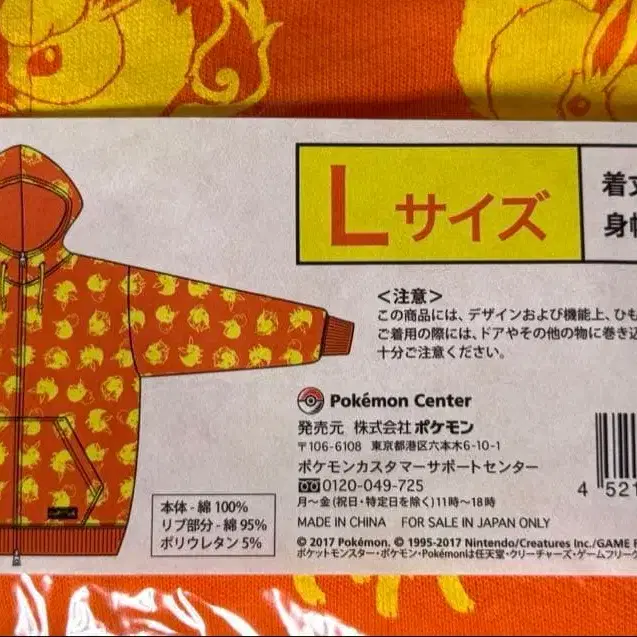 Lサイズ
着丈
身幅
<注意>
この商品には、デザインおよび機能上、ひも
ご着用の際には、ドアやその他の物に巻き込
十分ご注意ください。
Pokémon Center
発売元 株式会社 ポケモン
〒106-6108 東京都港区六本木6-10-1
ポケモンカスタマーサポートセンター
0120-049-725
月~金(祝日・特定日を除く)11時~18時
MADE IN CHINA FOR SALE IN JAPAN ONLY
© 2017 Pokémon. © 1995-2017 Nintendo/Creatures Inc./GAME F
ポケットモンスター・ポケモン・Pokémonは任天堂・クリーチャーズ・ゲームフリーク
本体 - 綿 100%
リブ部分 - 綿 95%
ポリウレタン 5%
4 521